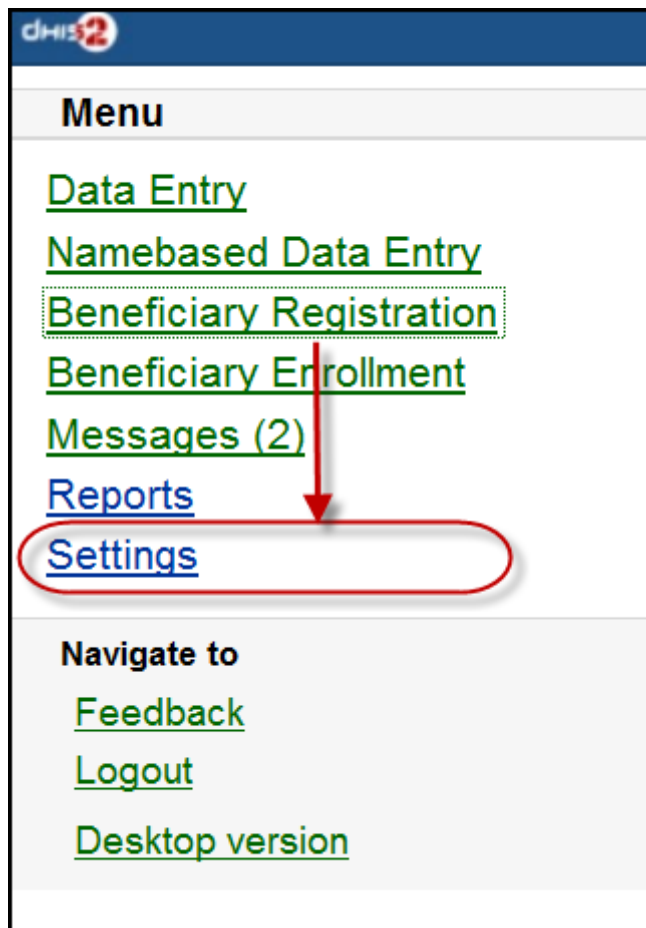 dHIS2
Menu
Data Entry
Namebased Data Entry
Beneficiary Registration
Beneficiary Enrollment
Messages (2)
Reports
Settings
Navigate to
Feedback
Logout
Desktop version